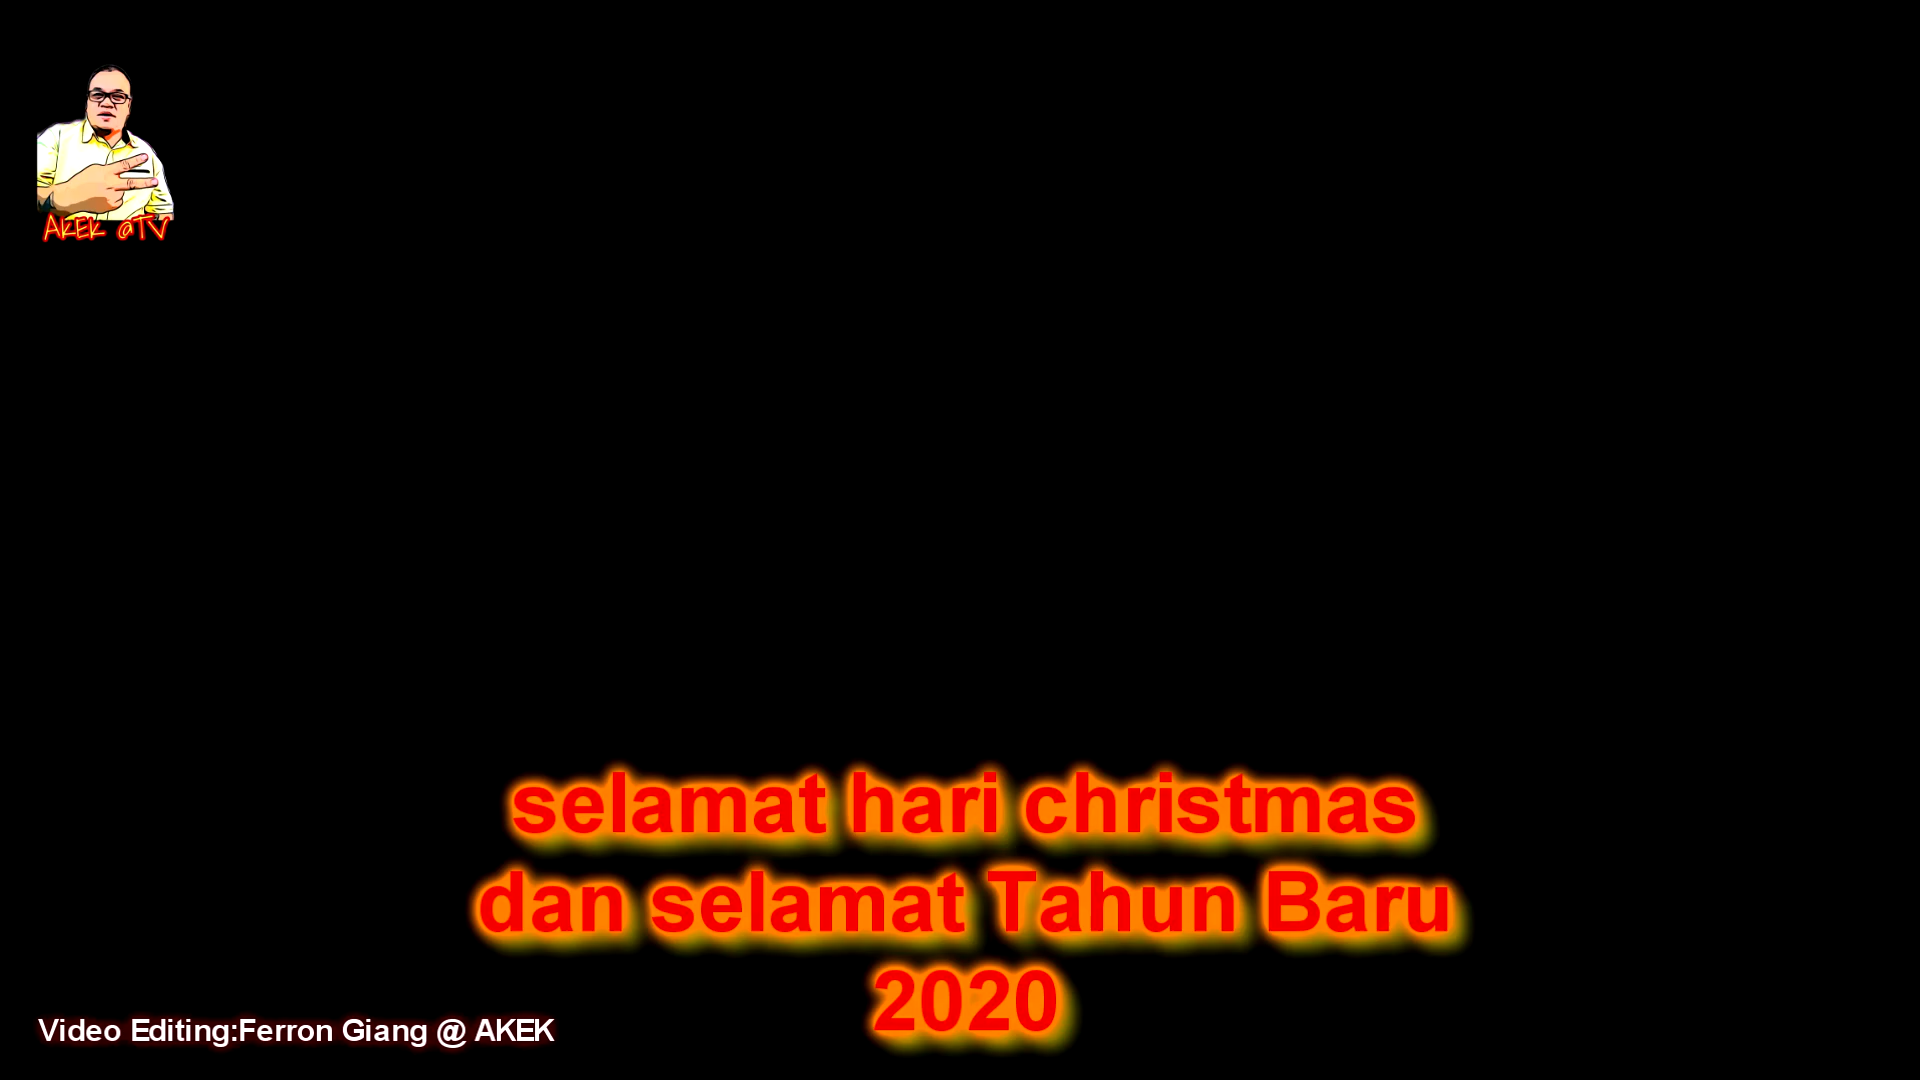 AKEK @TV
selamat hari christmas
dan selamat Tahun Baru
2020
Video Editing:Ferron Giang @ AKEK